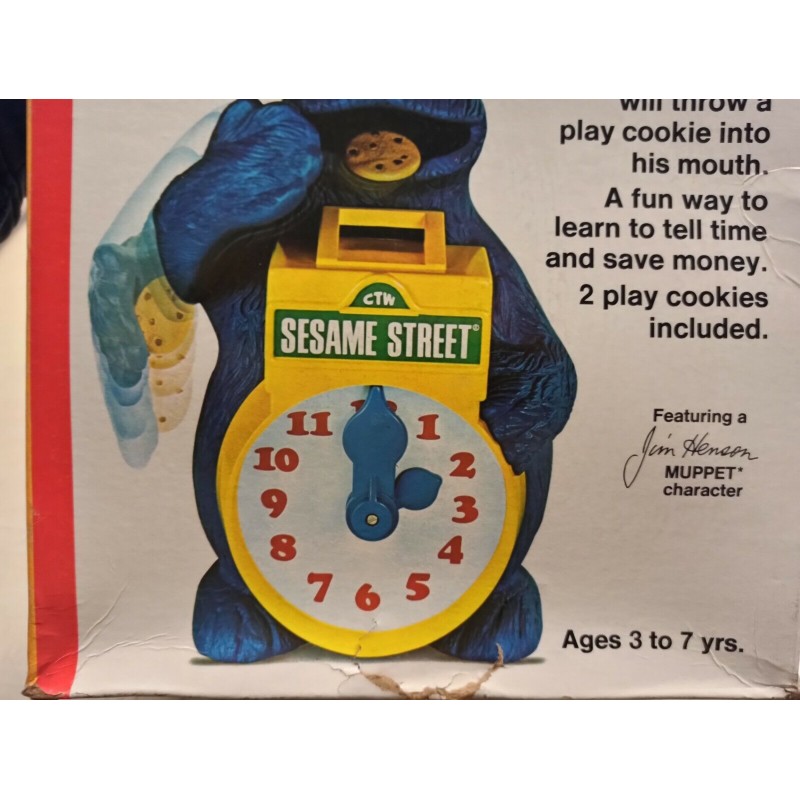 will throw a
play cookie into
his mouth.
A fun way to
learn to tell time
and save money.
2 play cookies
included.
CTW
SESAME STREET®
11 1
10 2
9 3
8 4
7 6 5
Featuring a
Jim Henson
MUPPET*
character
Ages 3 to 7 yrs.